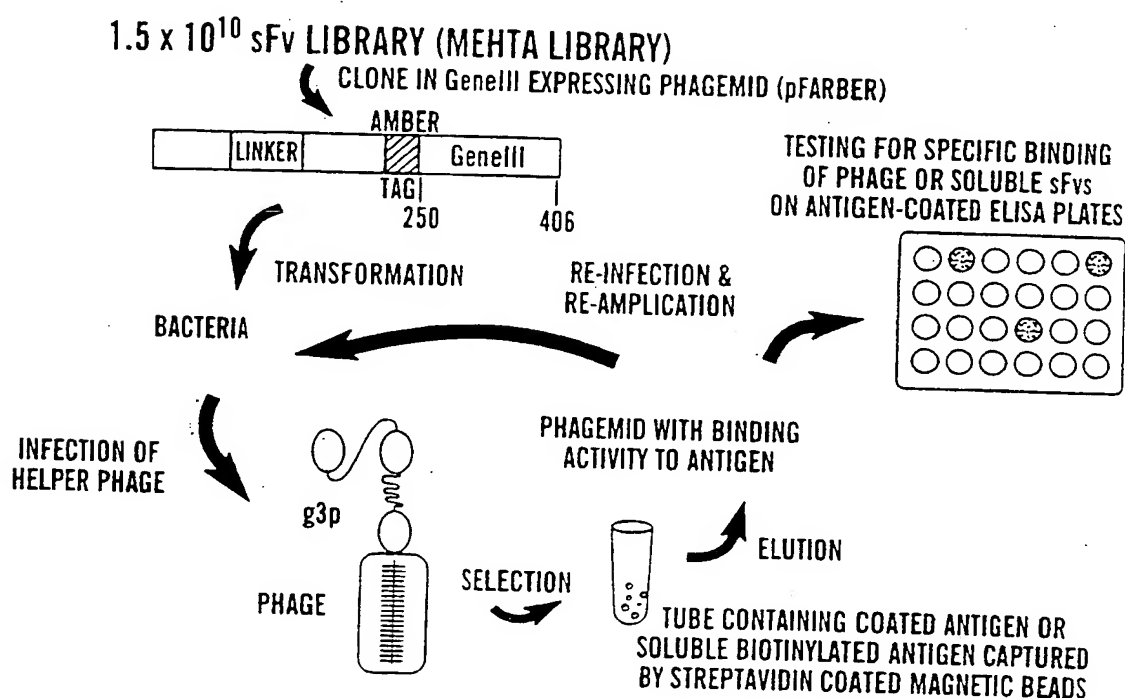 1.5 x 10¹⁰ sFv LIBRARY (MEHTA LIBRARY)
CLONE IN GeneIII EXPRESSING PHAGEMID (pFARBER)
AMBER
LINKER
GeneIII
TAG
250
406
TESTING FOR SPECIFIC BINDING
OF PHAGE OR SOLUBLE sFvs
ON ANTIGEN-COATED ELISA PLATES
TRANSFORMATION
RE-INFECTION &
RE-AMPLICATION
BACTERIA
INFECTION OF
HELPER PHAGE
PHAGEMID WITH BINDING
ACTIVITY TO ANTIGEN
g3p
PHAGE
SELECTION
ELUTION
TUBE CONTAINING COATED ANTIGEN OR
SOLUBLE BIOTINYLATED ANTIGEN CAPTURED
BY STREPTAVIDIN COATED MAGNETIC BEADS